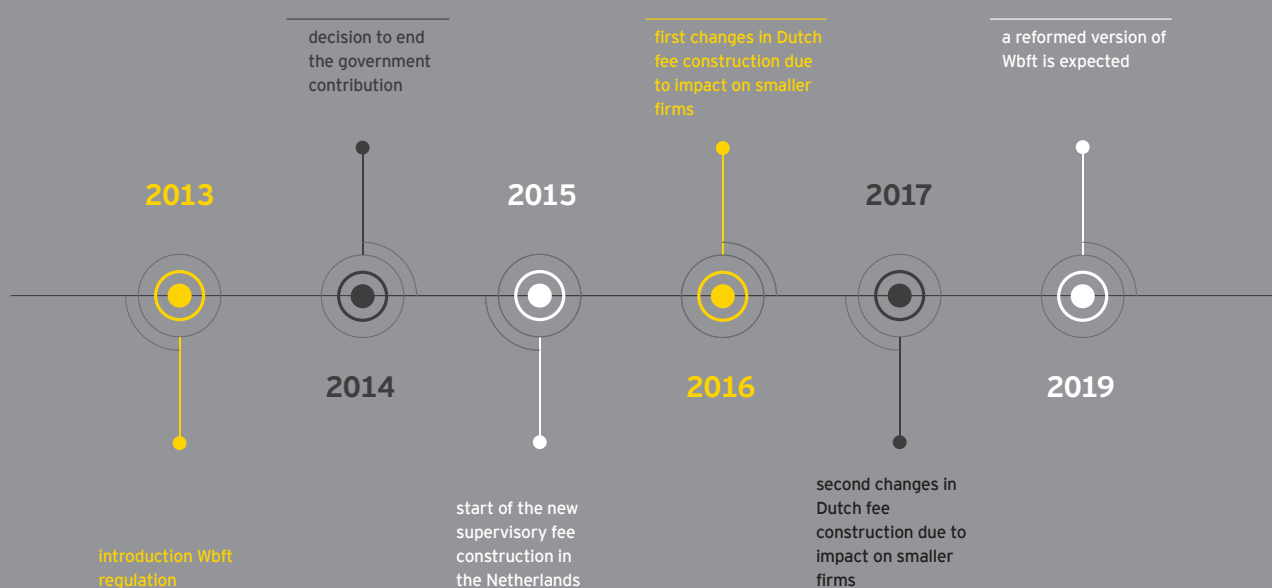 2013
introduction Wbft
regulation
decision to end
the government
contribution
2014
2015
start of the new
supervisory fee
construction in
the Netherlands
first changes in Dutch
fee construction due
to impact on smaller
firms
2016
2017
second changes in
Dutch fee
construction due to
impact on smaller
firms
a reformed version of
Wbft is expected
2019